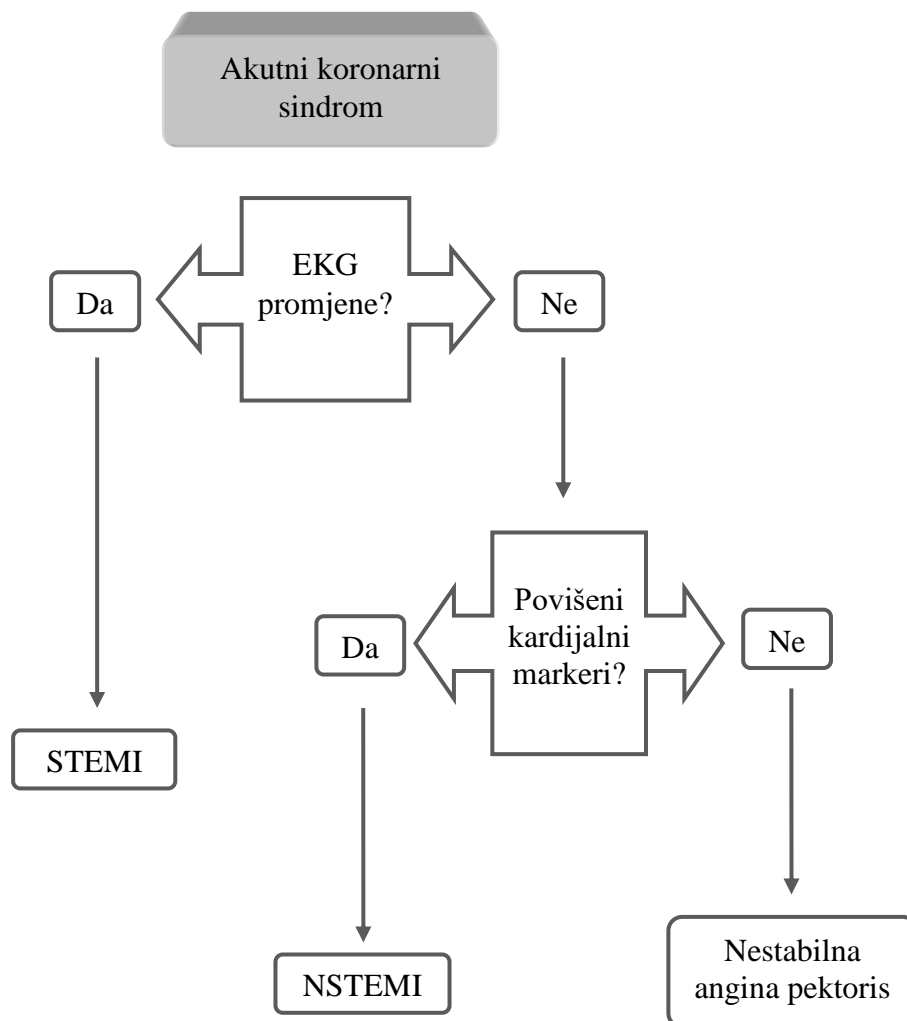 Akutni koronarni
sindrom
EKG
promjene?
Da
Ne
Povišeni
kardijalni
markeri?
Da
Ne
STEMI
NSTEMI
Nestabilna
angina pektoris